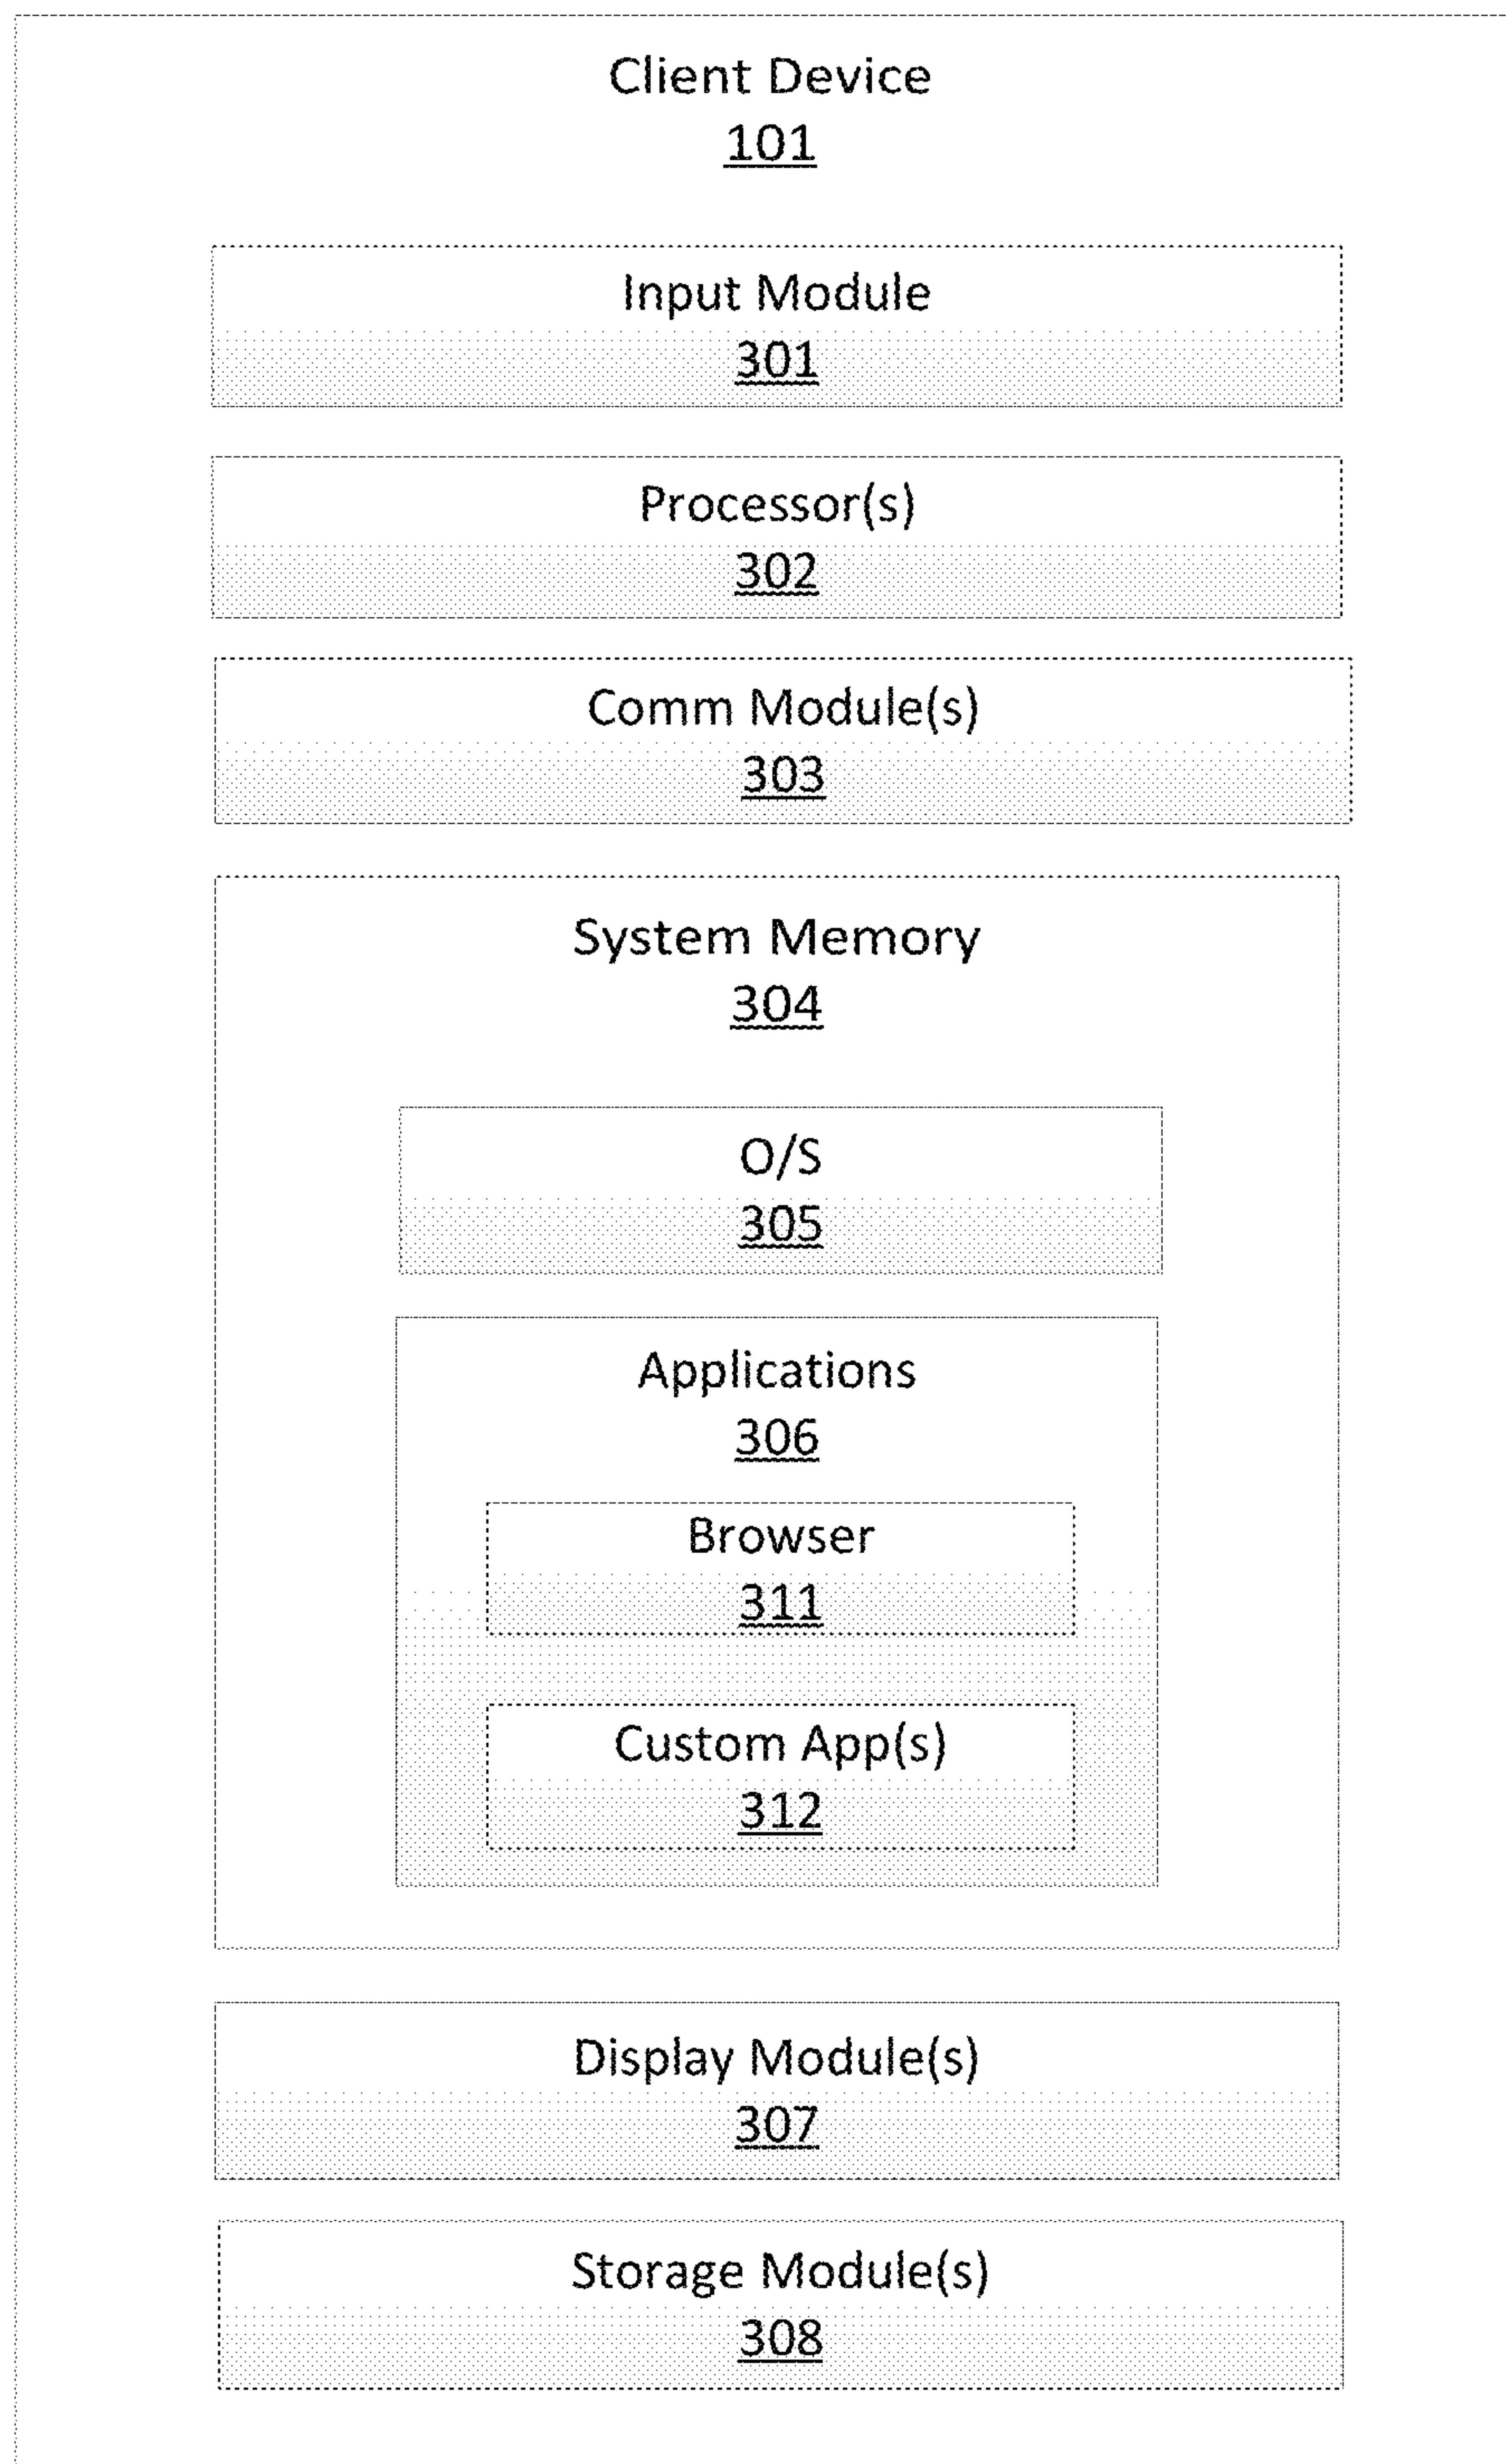 Client Device
101
Input Module
301
Processor(s)
302
Comm Module(s)
303
System Memory
304
O/S
305
Applications
306
Browser
311
Custom App(s)
312
Display Module(s)
307
Storage Module(s)
308